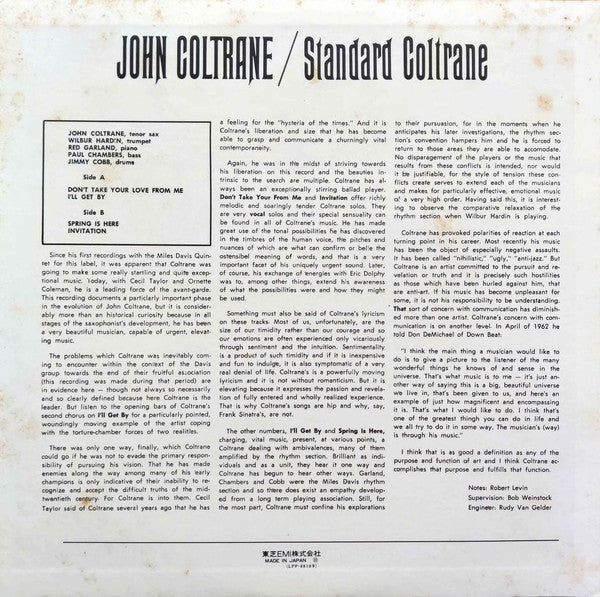 JOHN COLTRANE / Standard Coltrane
JOHN COLTRANE, tenor sax
WILBUR HARD'N, trumpet
RED GARLAND, piano
PAUL CHAMBERS, bass
JIMMY COBB, drums
Side A
DON'T TAKE YOUR LOVE FROM ME
I'LL GET BY
Side B
SPRING IS HERE
INVITATION
Since his first recordings with the Miles Davis Quin-
tet for this label, it was apparent that Coltrane was
going to make some really startling and quite excep-
tional music. Today, with Cecil Taylor and Ornette
Coleman, he is a leading force of the avant-garde.
This recording documents a particularly important phase
in the evolution of John Coltrane, but it is consider-
ably more than an historical curiosity because in all
stages of the saxophonist's development, he has been
a very beautiful musician, capable of urgent, elevat-
ing music.
The problems which Coltrane was inevitably com-
ing to encounter within the context of the Davis
group towards the end of their fruitful association
(this recording was made during that period) are
in evidence here — though not always so necessarily
and so clearly defined because here Coltrane is the
leader. But listen to the opening bars of Coltrane's
second chorus on I'll Get By for a particularly pointed,
woundingly moving example of the artist coping
with the torture-chamber forces of two realities.
There was only one way, finally, which Coltrane
could go if he was not to evade the primary respon-
sibility of pursuing his vision. That he has made
enemies along the way among many of his early
champions is only indicative of their inability to re-
cognize and accept the difficult truths of the mid-
twentieth century. For Coltrane is into them. Cecil
Taylor said of Coltrane several years ago that he has
a feeling for the "hysteria of the times." And it is
Coltrane's liberation and size that he has become
able to grasp and communicate a churningly vital
contemporaneity.
Again, he was in the midst of striving towards
his liberation on this record and the beauties in-
trinsic to the search are multiple. Coltrane has al-
ways been an exceptionally stirring ballad player.
Don't Take Your Love From Me and Invitation offer richly
melodic and soaringly tender Coltrane solos. They
are very vocal solos and their special sensuality can
be found in all of Coltrane's music. He has made
great use of the tonal possibilities he has discovered
in the timbres of the human voice, the pitches and
nuances of which are what can confirm or belie the
ostensibel meaning of words, and that is a very
important facet of his uniquely urgent sound. Later,
of course, his exchange of energies with Eric Dolphy
was to, among other things, extend his awareness
of what the possibilities were and how they might
be used.
Something must also be said of Coltrane's lyricism
on these tracks. Most of us, unfortunately, are the
size of our timidity rather than our courage and so
our emotions are often experienced only vicariously
through sentiment and the intuition. Sentimentality
is a product of such timidity and if it is inexpensive
and fun to indulge, it is also symptomatic of a very
real denial of life. Coltrane's is a powerfully moving
lyricism and it is not without romanticism. But it is
elevating because it expresses the passion and revela-
tion of fully entered and wholly realized experience.
That is why Coltrane's songs are hip and why, say,
Frank Sinatra's, are not.
The other numbers, I'll Get By and Spring is Here,
charging, vital music, present, at various points, a
Coltrane dealing with ambivalences, many of them
amplified by the rhythm section. Brilliant as indi-
viduals and as a unit, they hear it one way and
Coltrane has begun to hear other ways. Garland,
Chambers and Cobb were the Miles Davis rhythm
section and so there does exist an empathy develop-
ed from a long term playing association. Still, for
the most part, Coltrane must confine his explorations
to their persuasion, for in the moments when he
anticipates his later investigations, the rhythm sec-
tion's convention hampers him and he is forced to
return to those areas they are able to accomodate.
No disparagement of the players or the music that
results from these conflicts is intended, nor would
it be justifiable, for the style of tension these con-
flicts create serves to extend each of the musicians
and makes for particularly effective, emotional music
of a very high order. Having said this, it is interest-
ing to observe the comparative relaxation of the
rhythm section when Wilbur Hardin is playing.
Coltrane has provoked polarities of reaction at each
turning point in his career. Most recently his music
has been the object of especially negative assaults.
It has been called "nihilistic," "ugly," "anti-jazz." But
Coltrane is an artist committed to the pursuit and re-
velation or truth and it is precisely such hostilities
as those which have been hurled against him, that
are anti-art. If his music has become unpleasant for
some, it is not his responsibility to be understanding.
That sort of concern with communication has diminish-
ed more than one artist. Coltrane's concern with com-
munication is on another level. In April of 1962 he
told Don DeMichael of Down Beat:
"I think the main thing a musician would like to
do is to give a picture to the listener of the many
wonderful things he knows of and sense in the
universe. That's what music is to me — it's just an-
other way of saying this is a big, beautiful universe
we live in, that's been given to us, and here's an
example of just how magnificent and encompassing
it is. That's what I would like to do. I think that's
one of the greatest things you can do in life and
we all try to do it in some way. The musician's (way)
is through his music."
I think that is as good a definition as any of the
purpose and function of art and I think Coltrane ac-
complishes that purpose and fulfills that function.
Notes: Robert Levin
Supervision: Bob Weinstock
Engineer: Rudy Van Gelder
東芝EMI株式会社
MADE IN JAPAN